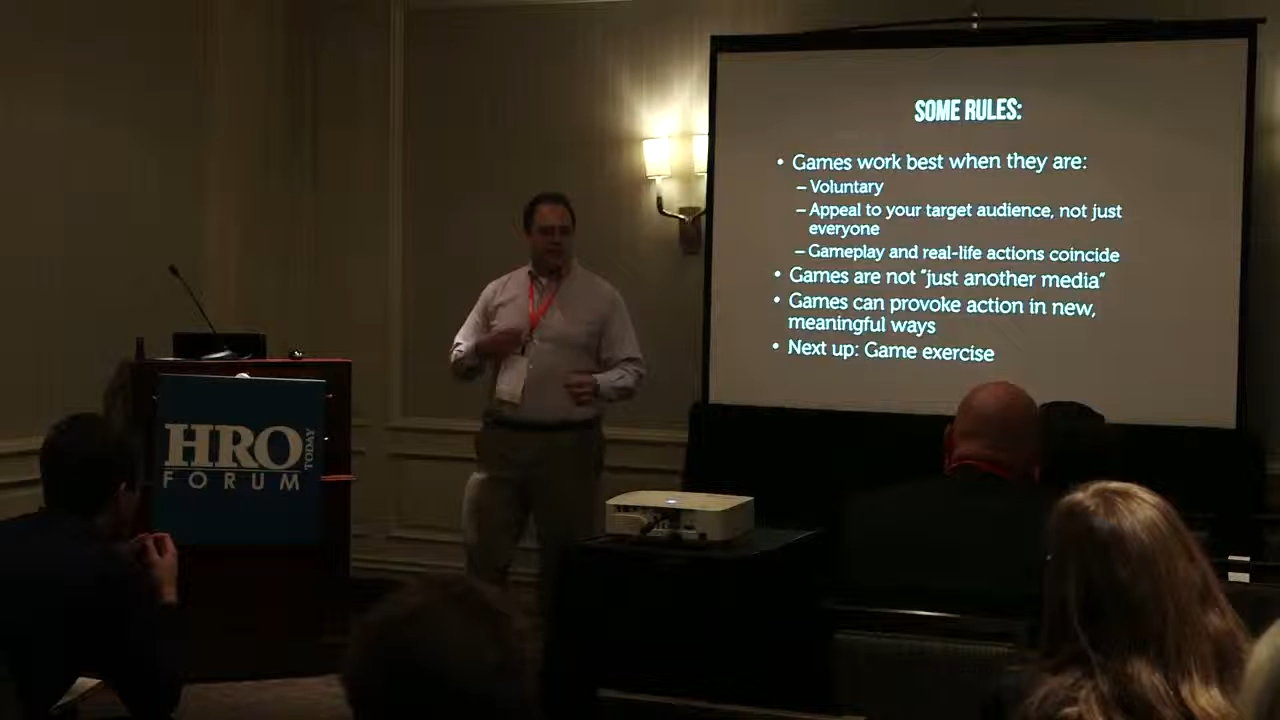 SOME RULES:
• Games work best when they are:
– Voluntary
– Appeal to your target audience, not just
everyone
– Gameplay and real-life actions coincide
• Games are not "just another media"
• Games can provoke action in new,
meaningful ways
• Next up: Game exercise
HRO
TODAY
FORUM